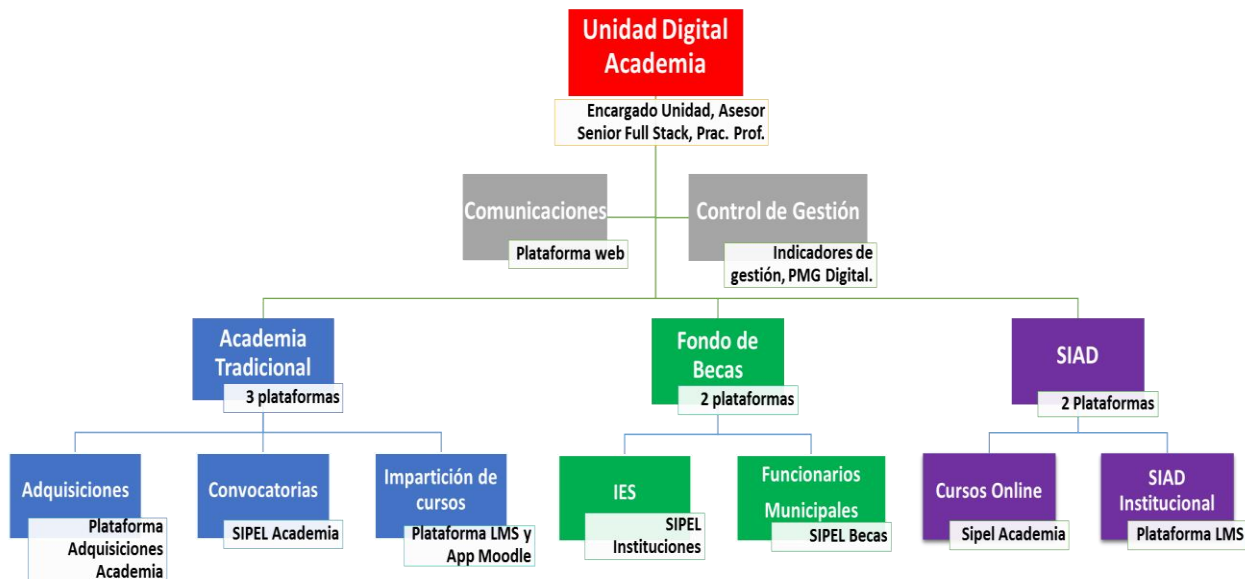 Unidad Digital
Academia
Encargado Unidad, Asesor
Senior Full Stack, Prac. Prof.
Comunicaciones
Plataforma web
Control de Gestión
Indicadores de
gestión, PMG Digital.
Academia
Tradicional
3 plataformas
Fondo de
Becas
2 plataformas
SIAD
2 Plataformas
Adquisiciones
Plataforma
Adquisiciones
Academia
Convocatorias
SIPEL Academia
Impartición de
cursos
Plataforma LMS y
App Moodle
IES
SIPEL
Instituciones
Funcionarios
Municipales
SIPEL Becas
Cursos Online
Sipel Academia
SIAD
Institucional
Plataforma LMS